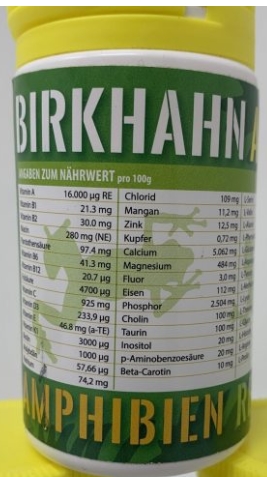 BIRKHAHN A
ANGABEN ZUM NÄHRWERT pro 100g
Vitamin A 16.000 µg RE Chlorid 109 mg
Vitamin B1 21.3 mg Mangan 11,2 mg
Vitamin B2 30.0 mg Zink 12,5 mg
Niacin 280 mg (NE) Kupfer 0,72 mg
97.4 mg Calcium 5.062 mg
B6 41.3 mg Magnesium 484 mg
B12 20.7 µg Fluor 3,0 mg
4700 µg Eisen 112 mg
C 925 mg Phosphor 2.504 mg
D3 233,9 µg Cholin 100 mg
46.8 mg (a-TE) Taurin 100 mg
K1 3000 µg Inositol 20 mg
1000 µg p-Aminobenzoesäure 20 mg
57,66 µg Beta-Carotin 10 mg
74,2 mg
AMPHIBIEN R